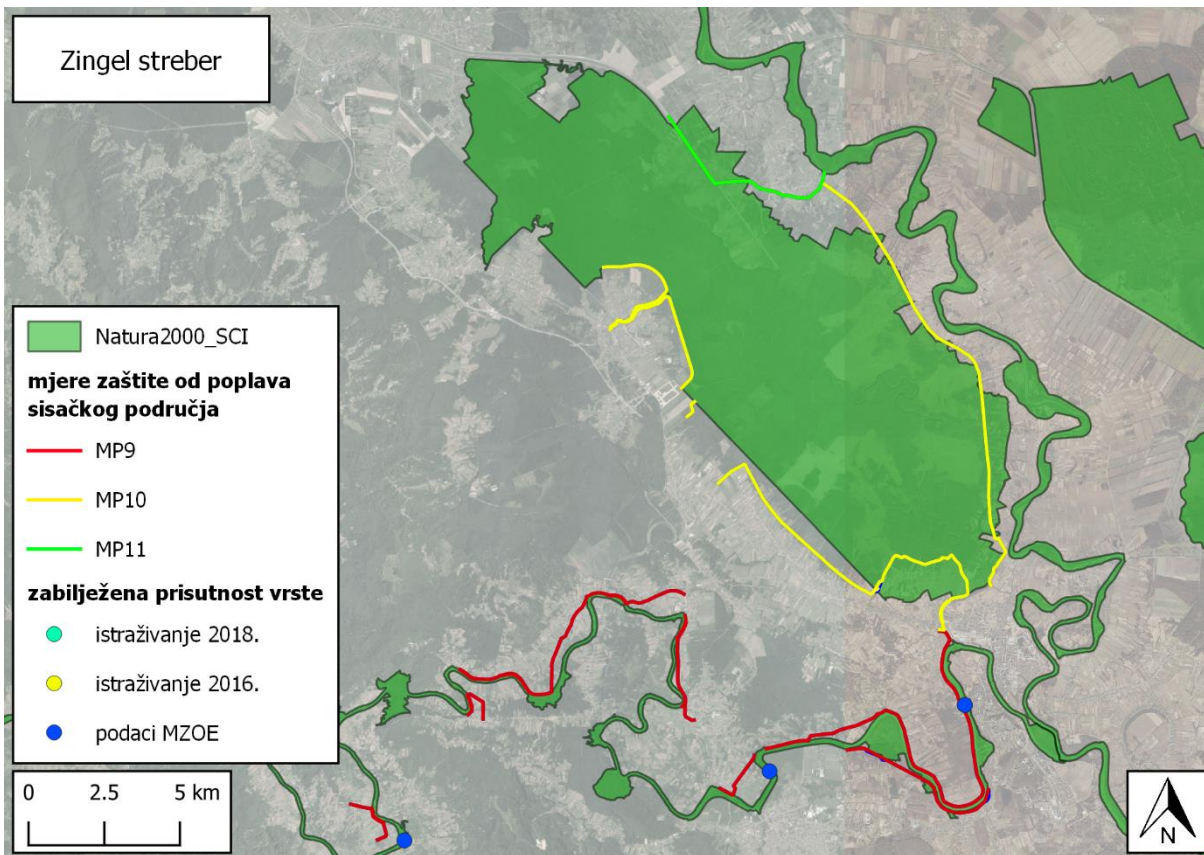 Zingel streber
Natura2000_SCI
mjere zaštite od poplava
sisačkog područja
MP9
MP10
MP11
zabilježena prisutnost vrste
istraživanje 2018.
istraživanje 2016.
podaci MZOE
0 2.5 5 km
N